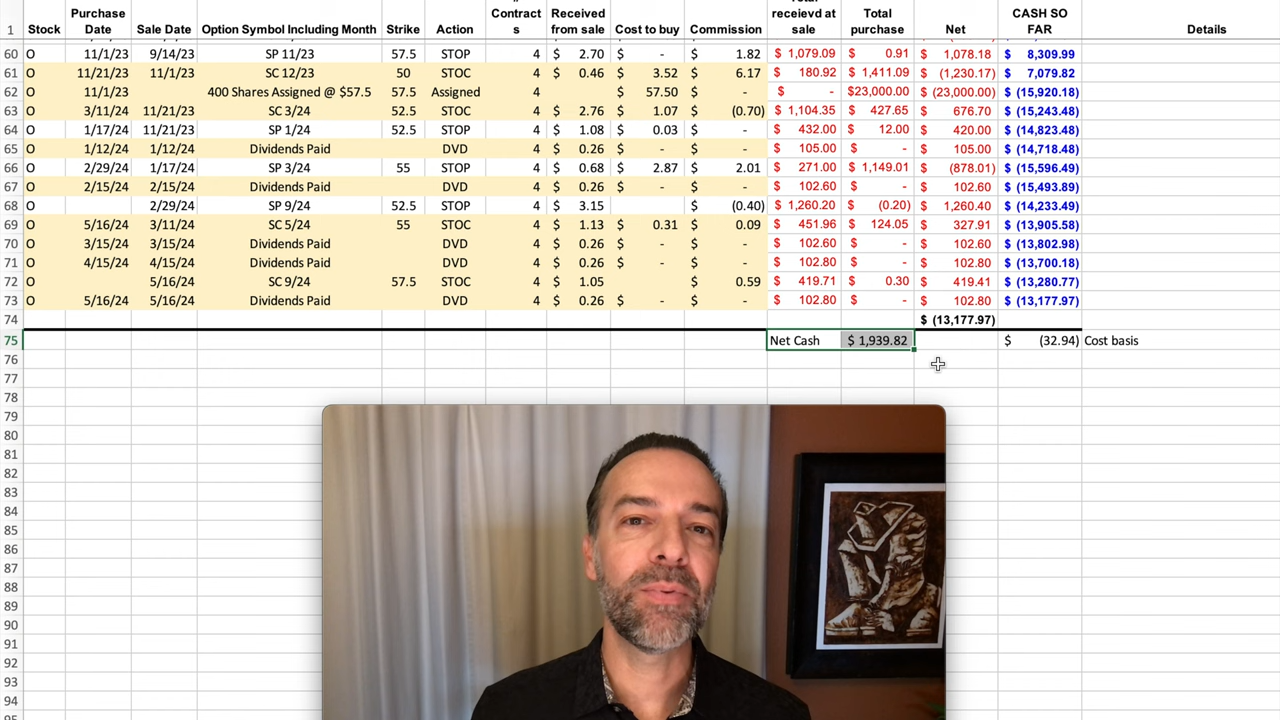 1 Stock Purchase Date Sale Date Option Symbol Including Month Strike Action # Contract s Received from sale Cost to buy Commission Total receievd at sale Total purchase Net CASH SO FAR Details
60 O 11/1/23 9/14/23 SP 11/23 57.5 STOP 4 $ 2.70 $ - 1.82 $ 1,079.09 $ 0.91 $ 1,078.18 $ 8,309.99
61 O 11/21/23 11/1/23 SC 12/23 50 STOC 4 $ 0.46 $ 3.52 $ 6.17 $ 180.92 $ 1,411.09 $ (1,230.17) $ 7,079.82
62 O 11/1/23 400 Shares Assigned @ $57.5 57.5 Assigned 4 $ 57.50 $ - $ - $23,000.00 $ (23,000.00) $ (15,920.18)
63 O 3/11/24 11/21/23 SC 3/24 52.5 STOC 4 $ 2.76 $ 1.07 $ (0.70) $ 1,104.35 $ 427.65 $ 676.70 $ (15,243.48)
64 O 1/17/24 11/21/23 SP 1/24 52.5 STOP 4 $ 1.08 $ 0.03 $ - $ 432.00 $ 12.00 $ 420.00 $ (14,823.48)
65 O 1/12/24 1/12/24 Dividends Paid DVD 4 $ 0.26 $ - $ - $ 105.00 $ - $ 105.00 $ (14,718.48)
66 O 2/29/24 1/17/24 SP 3/24 55 STOP 4 $ 0.68 $ 2.87 $ 2.01 $ 271.00 $ 1,149.01 $ (878.01) $ (15,596.49)
67 O 2/15/24 2/15/24 Dividends Paid DVD 4 $ 0.26 $ - $ - $ 102.60 $ - $ 102.60 $ (15,493.89)
68 O 2/29/24 SP 9/24 52.5 STOP 4 $ 3.15 $ (0.40) $ 1,260.20 $ (0.20) $ 1,260.40 $ (14,233.49)
69 O 5/16/24 3/11/24 SC 5/24 55 STOC 4 $ 1.13 $ 0.31 $ 0.09 $ 451.96 $ 124.05 $ 327.91 $ (13,905.58)
70 O 3/15/24 3/15/24 Dividends Paid DVD 4 $ 0.26 $ - $ - $ 102.60 $ - $ 102.60 $ (13,802.98)
71 O 4/15/24 4/15/24 Dividends Paid DVD 4 $ 0.26 $ - $ - $ 102.80 $ - $ 102.80 $ (13,700.18)
72 O 5/16/24 SC 9/24 57.5 STOC 4 $ 1.05 $ 0.59 $ 419.71 $ 0.30 $ 419.41 $ (13,280.77)
73 O 5/16/24 5/16/24 Dividends Paid DVD 4 $ 0.26 $ - $ - $ 102.80 $ - $ 102.80 $ (13,177.97)
74 $ (13,177.97)
75 Net Cash $ 1,939.82 $ (32.94) Cost basis
76
77
78
79
80
81
82
83
84
85
86
87
88
89
90
91
92
93
94